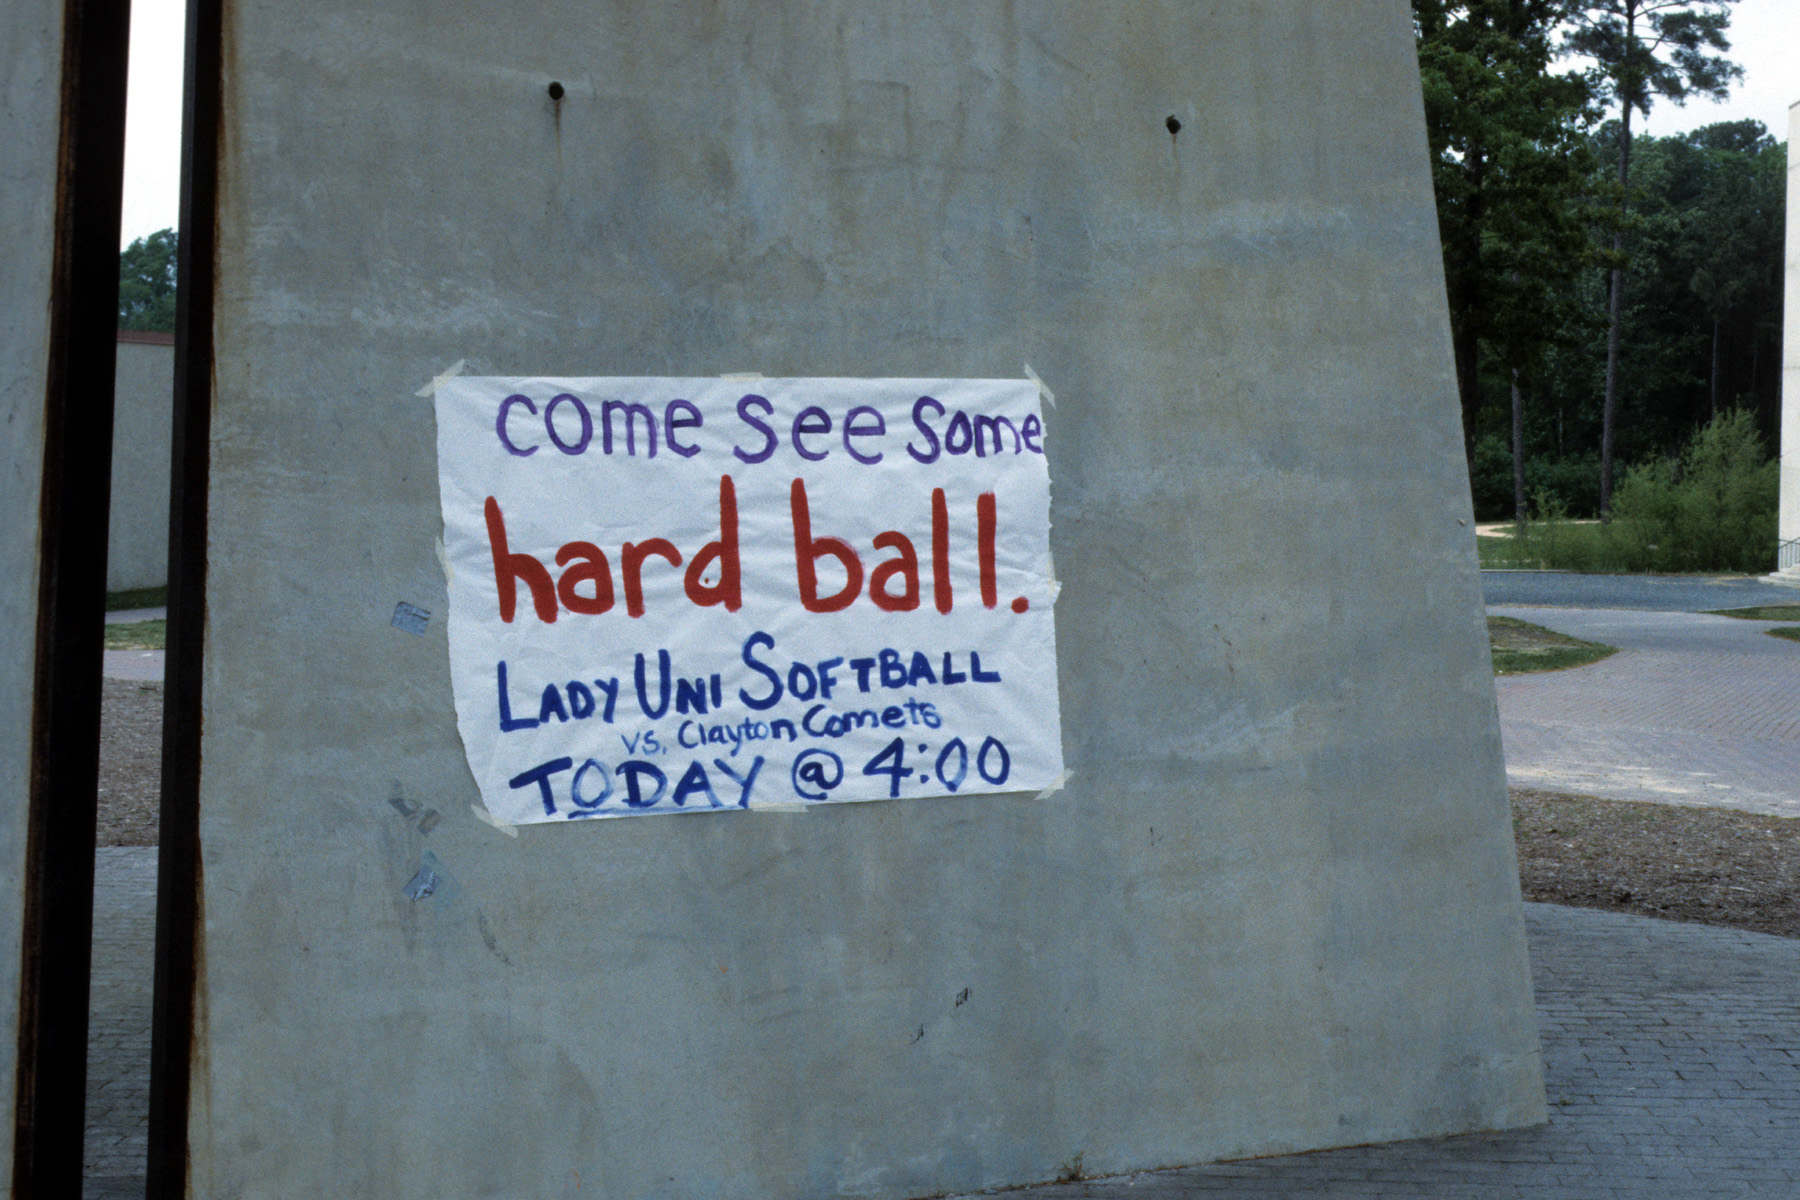 come see some
hard ball.
LADY UNI SOFTBALL
vs. Clayton Comets
TODAY @ 4:00